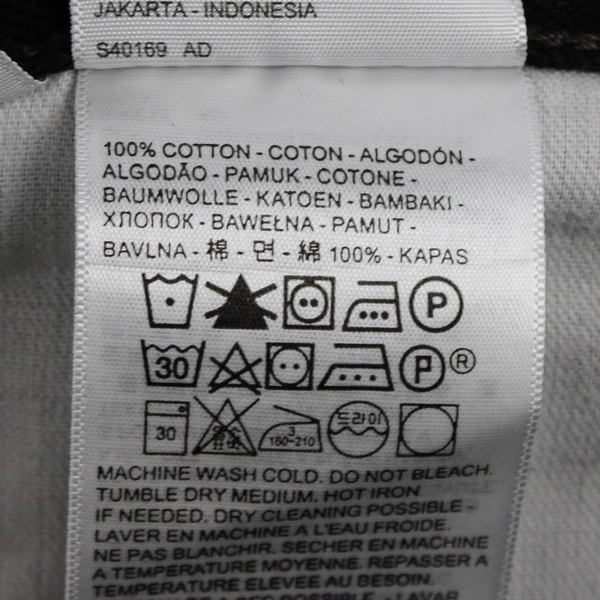 JAKARTA - INDONESIA
S40169 AD
100% COTTON - COTON - ALGODÓN -
ALGODÃO - PAMUK - COTONE -
BAUMWOLLE - KATOEN - BAMBAKI -
ХЛОПОК - BAWEŁNA - PAMUT -
BAVLNA - 棉 - 면 - 綿 100% - KAPAS
P
30 P ®
30 3 180-210 드라이
MACHINE WASH COLD. DO NOT BLEACH.
TUMBLE DRY MEDIUM. HOT IRON
IF NEEDED. DRY CLEANING POSSIBLE -
LAVER EN MACHINE A L'EAU FROIDE.
NE PAS BLANCHIR. SECHER EN MACHINE
A TEMPERATURE MOYENNE. REPASSER A
TEMPERATURE ELEVEE AU BESOIN.